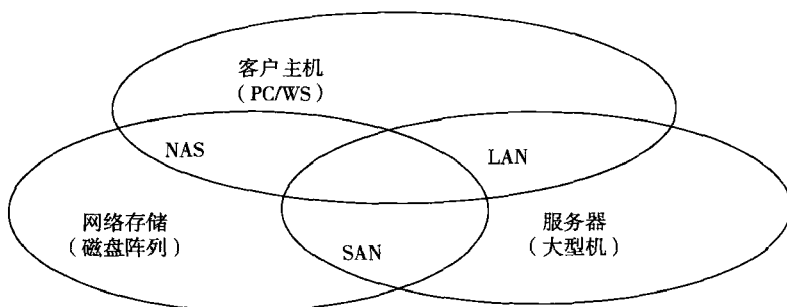 客户主机
（PC/WS）
NAS
LAN
网络存储
（磁盘阵列）
服务器
（大型机）
SAN